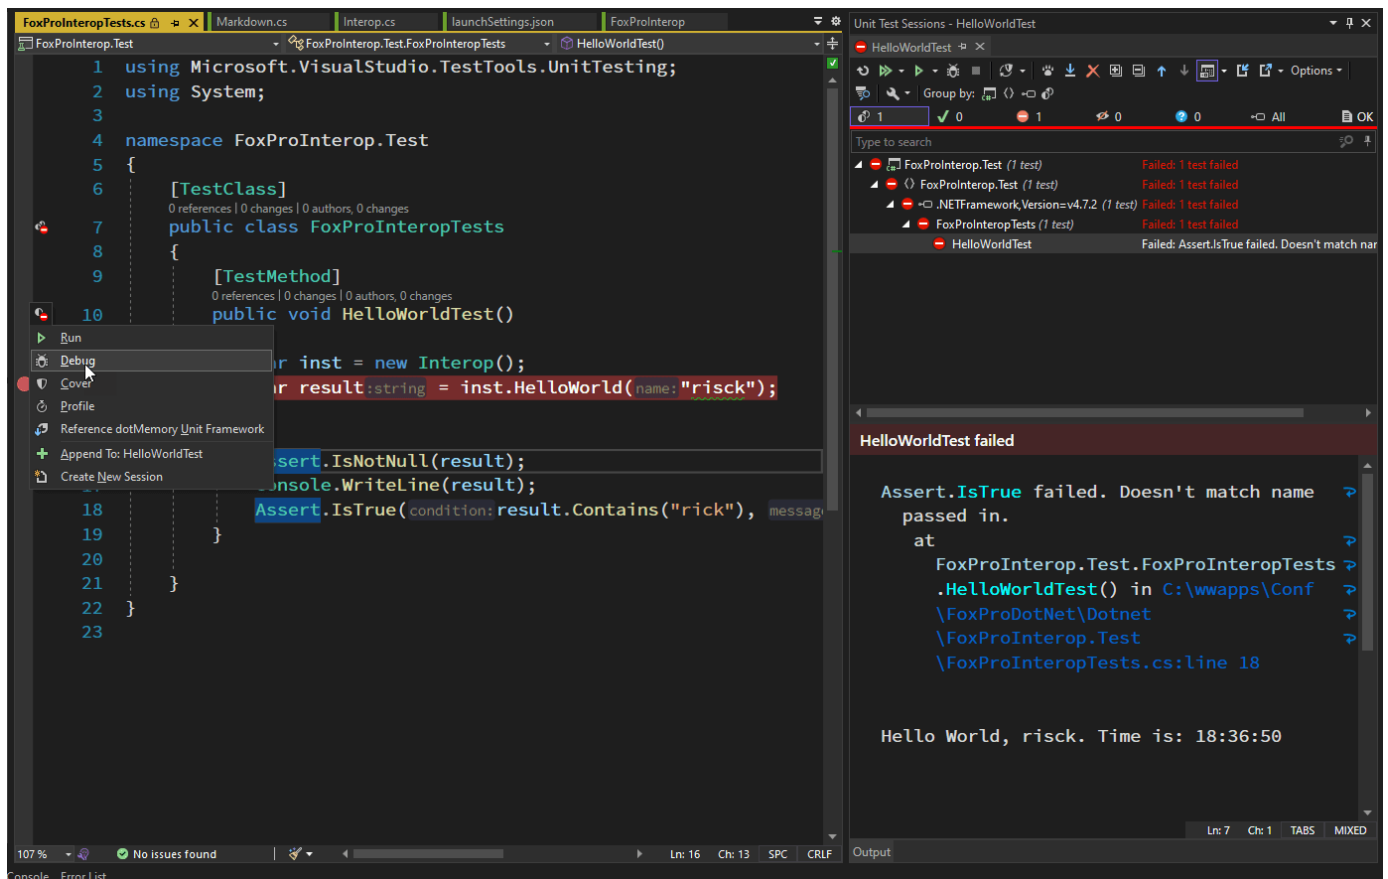 FoxProInteropTests.cs
Markdown.cs
Interop.cs
launchSettings.json
FoxProInterop
FoxProInterop.Test
FoxProInterop.Test.FoxProInteropTests
HelloWorldTest()
1 using Microsoft.VisualStudio.TestTools.UnitTesting;
2 using System;
3
4 namespace FoxProInterop.Test
5 {
6 [TestClass]
0 references | 0 changes | 0 authors, 0 changes
7 public class FoxProInteropTests
8 {
9 [TestMethod]
0 references | 0 changes | 0 authors, 0 changes
10 public void HelloWorldTest()
Run
Debug
Cover
Profile
Reference dotMemory Unit Framework
Append To: HelloWorldTest
Create New Session
r inst = new Interop();
r result:string = inst.HelloWorld(name:"risck");
ssert.IsNotNull(result);
onsole.WriteLine(result);
18 Assert.IsTrue(condition:result.Contains("rick"), messag
19 }
20
21 }
22 }
23
107 %
No issues found
Ln: 16 Ch: 13 SPC CRLF
Console Error List
Unit Test Sessions - HelloWorldTest
HelloWorldTest
Options
Group by:
1 0 1 0 0 All OK
Type to search
FoxProInterop.Test (1 test) Failed: 1 test failed
FoxProInterop.Test (1 test) Failed: 1 test failed
.NETFramework,Version=v4.7.2 (1 test) Failed: 1 test failed
FoxProInteropTests (1 test) Failed: 1 test failed
HelloWorldTest Failed: Assert.IsTrue failed. Doesn't match nar
HelloWorldTest failed
Assert.IsTrue failed. Doesn't match name
passed in.
at
FoxProInterop.Test.FoxProInteropTests
.HelloWorldTest() in C:\wwapps\Conf
\FoxProDotNet\Dotnet
\FoxProInterop.Test
\FoxProInteropTests.cs:line 18
Hello World, risck. Time is: 18:36:50
Ln: 7 Ch: 1 TABS MIXED
Output